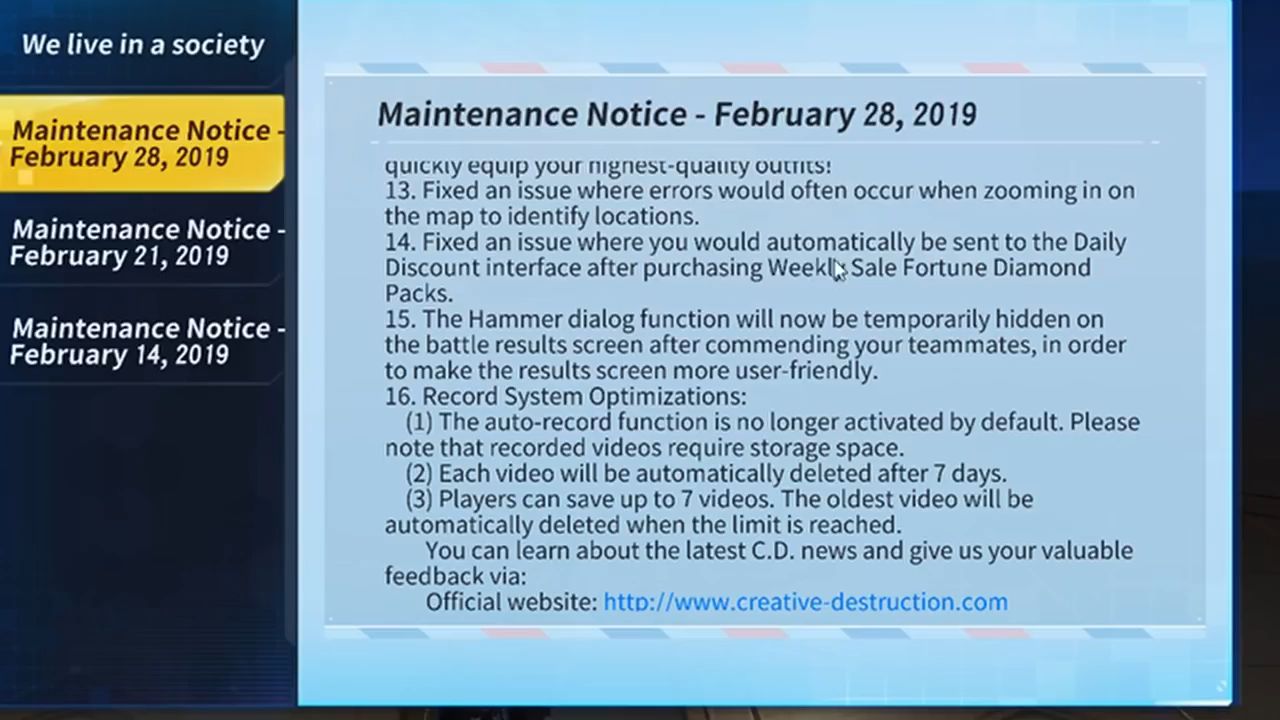 We live in a society
Maintenance Notice -
February 28, 2019
Maintenance Notice -
February 21, 2019
Maintenance Notice -
February 14, 2019
Maintenance Notice - February 28, 2019
quickly equip your highest-quality outfits!
13. Fixed an issue where errors would often occur when zooming in on
the map to identify locations.
14. Fixed an issue where you would automatically be sent to the Daily
Discount interface after purchasing Weekly Sale Fortune Diamond
Packs.
15. The Hammer dialog function will now be temporarily hidden on
the battle results screen after commending your teammates, in order
to make the results screen more user-friendly.
16. Record System Optimizations:
(1) The auto-record function is no longer activated by default. Please
note that recorded videos require storage space.
(2) Each video will be automatically deleted after 7 days.
(3) Players can save up to 7 videos. The oldest video will be
automatically deleted when the limit is reached.
You can learn about the latest C.D. news and give us your valuable
feedback via:
Official website: http://www.creative-destruction.com